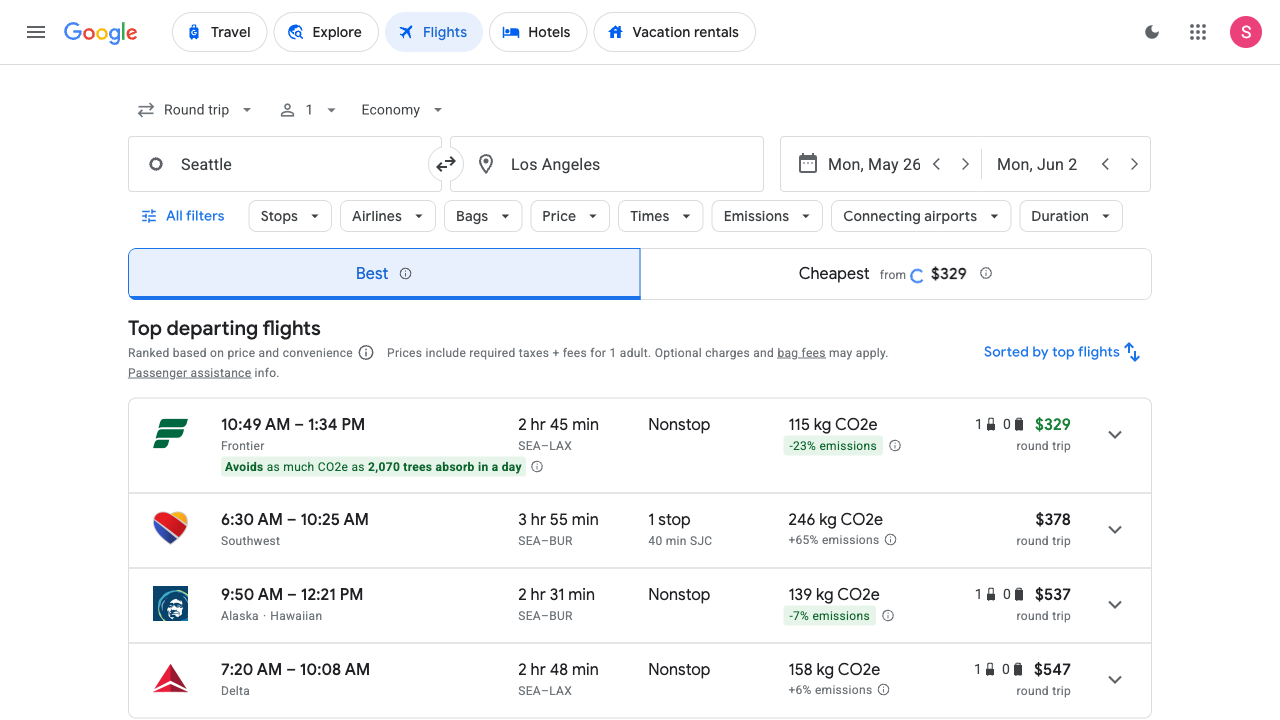 Google Travel Explore Flights Hotels Vacation rentals S
Round trip 1 Economy
Seattle Los Angeles Mon, May 26 Mon, Jun 2
All filters Stops Airlines Bags Price Times Emissions Connecting airports Duration
Best Cheapest from $329
Top departing flights
Ranked based on price and convenience Prices include required taxes + fees for 1 adult. Optional charges and bag fees may apply.
Passenger assistance info.
Sorted by top flights
10:49 AM – 1:34 PM 2 hr 45 min Nonstop 115 kg CO2e 1 0 $329
Frontier SEA–LAX -23% emissions round trip
Avoids as much CO2e as 2,070 trees absorb in a day
6:30 AM – 10:25 AM 3 hr 55 min 1 stop 246 kg CO2e $378
Southwest SEA–BUR 40 min SJC +65% emissions round trip
9:50 AM – 12:21 PM 2 hr 31 min Nonstop 139 kg CO2e 1 0 $537
Alaska · Hawaiian SEA–BUR -7% emissions round trip
7:20 AM – 10:08 AM 2 hr 48 min Nonstop 158 kg CO2e 1 0 $547
Delta SEA–LAX +6% emissions round trip